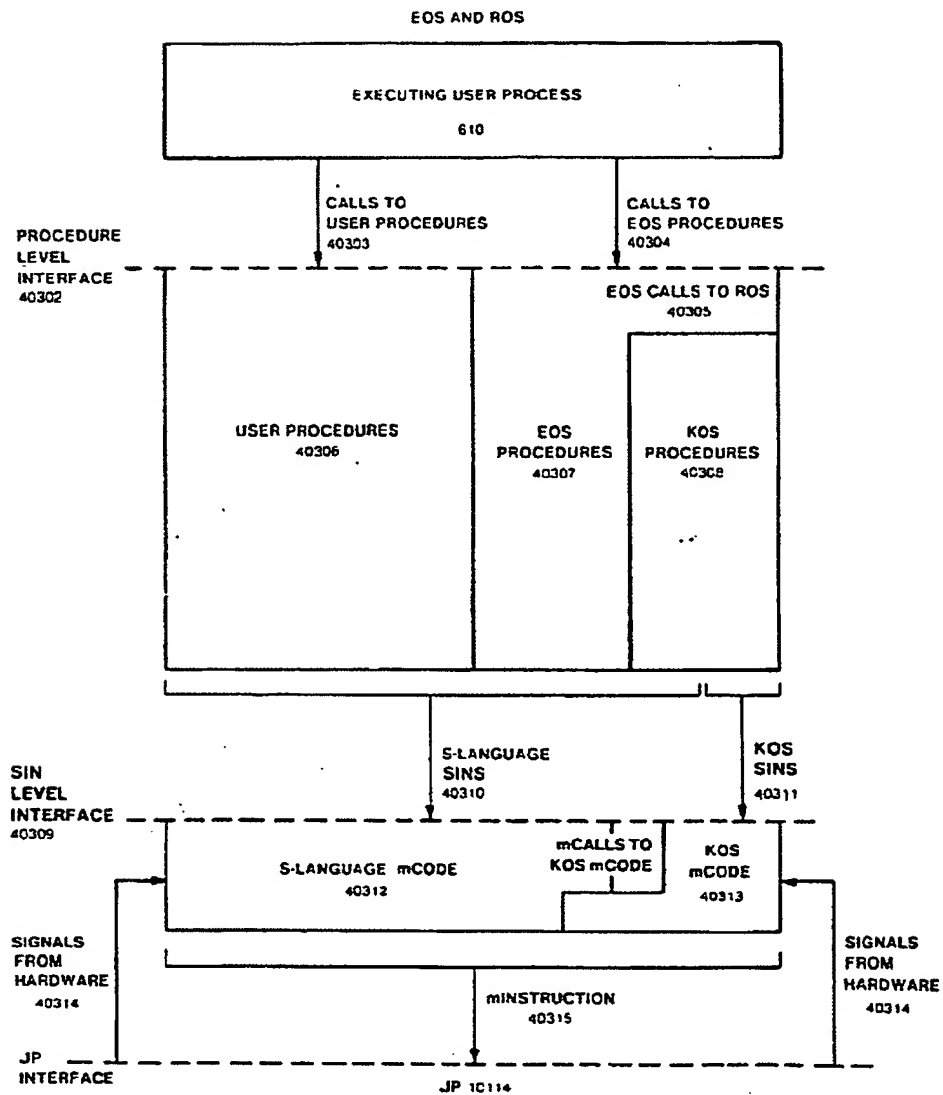 EOS AND ROS
EXECUTING USER PROCESS
610
CALLS TO
USER PROCEDURES
40303
CALLS TO
EOS PROCEDURES
40304
PROCEDURE
LEVEL
INTERFACE
40302
EOS CALLS TO ROS
40305
USER PROCEDURES
40306
EOS
PROCEDURES
40307
KOS
PROCEDURES
40308
S-LANGUAGE
SINS
40310
KOS
SINS
40311
SIN
LEVEL
INTERFACE
40309
S-LANGUAGE mCODE
40312
mCALLS TO
KOS mCODE
KOS
mCODE
40313
SIGNALS
FROM
HARDWARE
40314
mINSTRUCTION
40315
SIGNALS
FROM
HARDWARE
40314
JP
INTERFACE
JP 10114